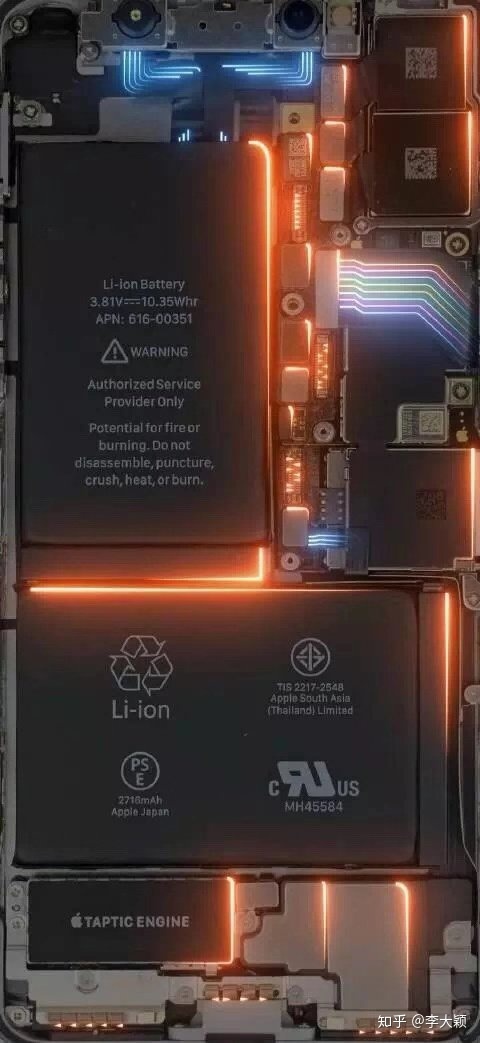 Li-ion Battery
3.81V⎓10.35Whr
APN: 616-00351
WARNING
Authorized Service
Provider Only
Potential for fire or
burning. Do not
disassemble, puncture,
crush, heat, or burn.
Li-ion
TIS 2217-2548
Apple South Asia
(Thailand) Limited
PS
E
2716mAh
Apple Japan
C RU US
MH45584
TAPTIC ENGINE
知乎 @李大颖